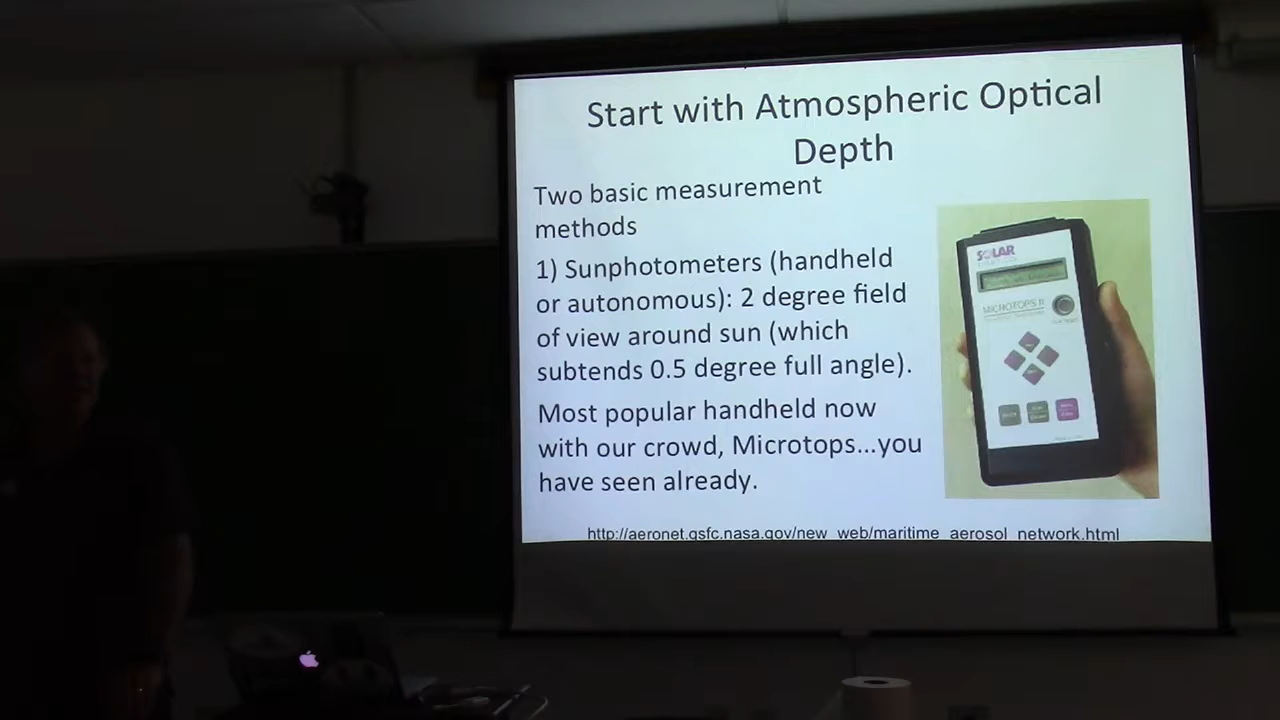 Start with Atmospheric Optical
Depth
Two basic measurement
methods
1) Sunphotometers (handheld
or autonomous): 2 degree field
of view around sun (which
subtends 0.5 degree full angle).
Most popular handheld now
with our crowd, Microtops...you
have seen already.
SOLAR
MICROTOPS II
http://aeronet.gsfc.nasa.gov/new_web/maritime_aerosol_network.html